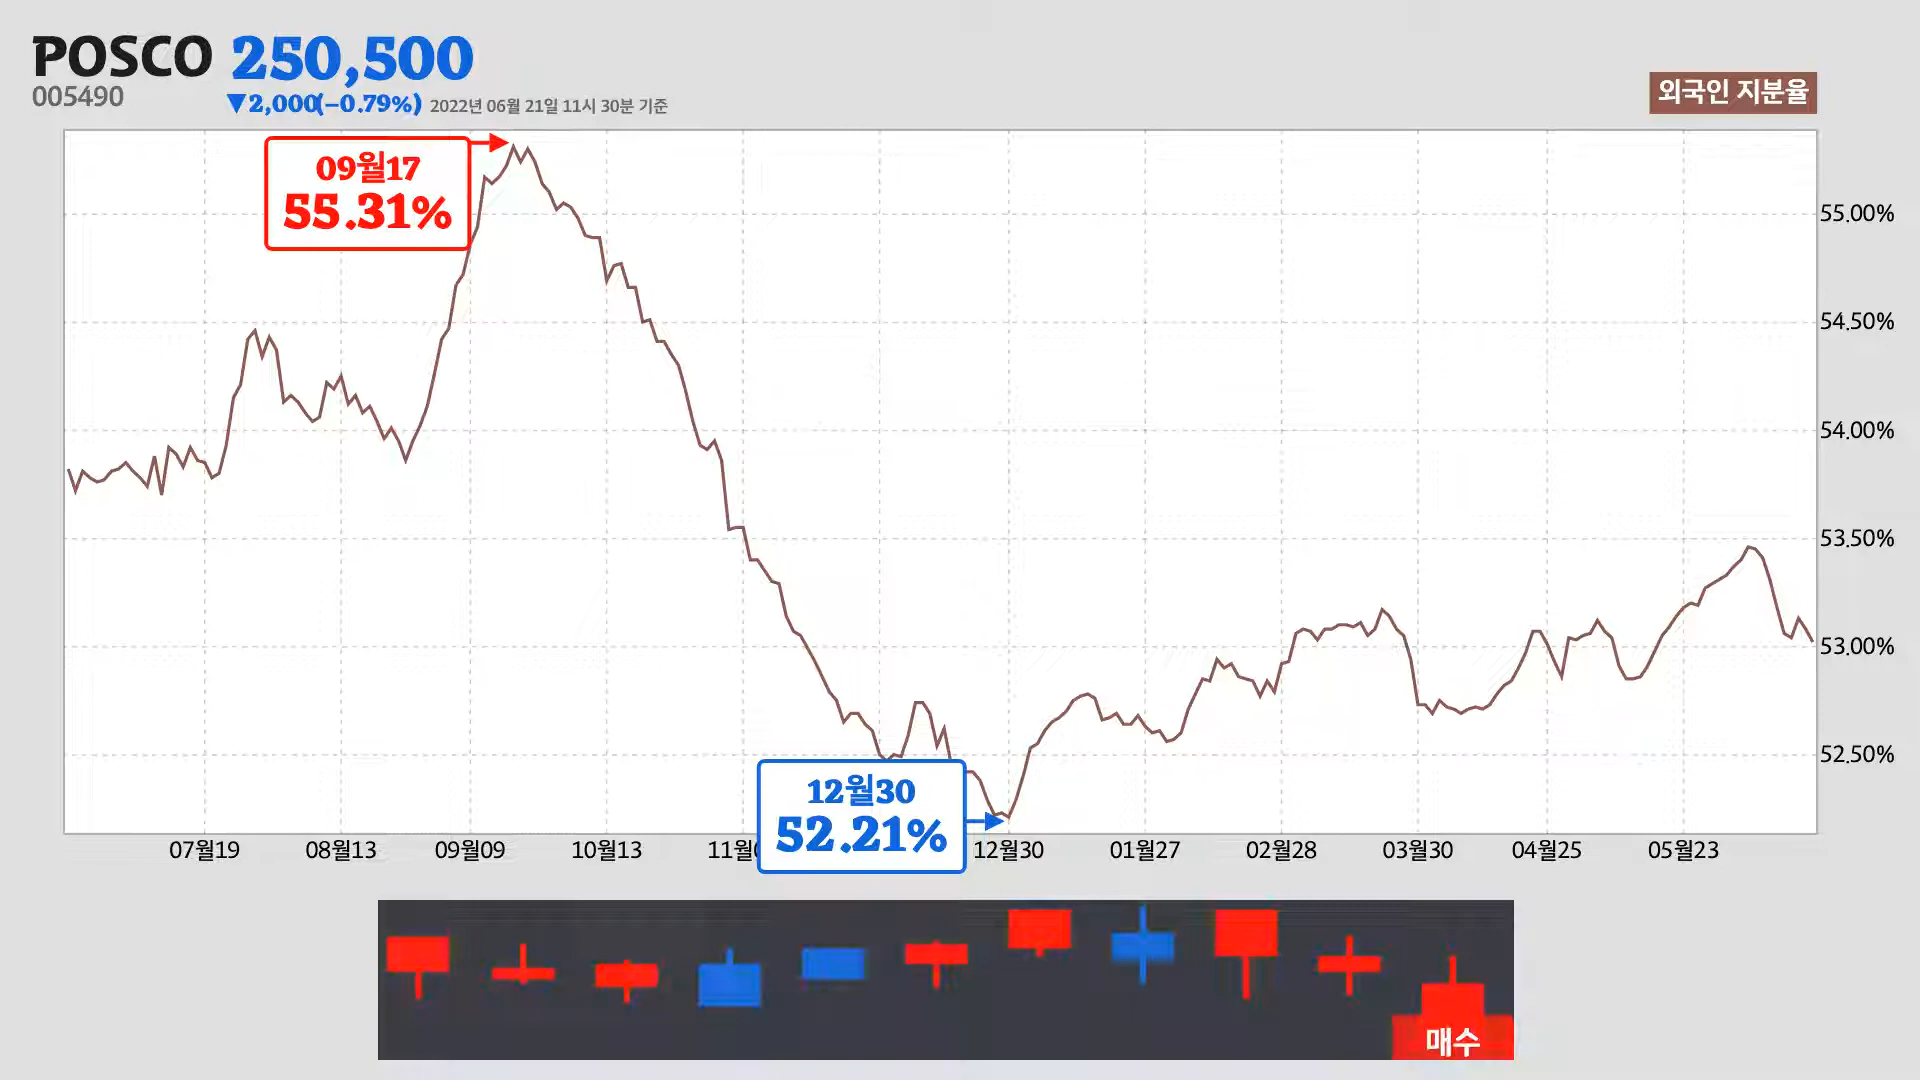 POSCO 250,500
005490
▼2,000(−0.79%) 2022년 06월 21일 11시 30분 기준
외국인 지분율
09월17
55.31%
55.00%
54.50%
54.00%
53.50%
53.00%
52.50%
12월30
52.21%
07월19 08월13 09월09 10월13 12월30 01월27 02월28 03월30 04월25 05월23
매수